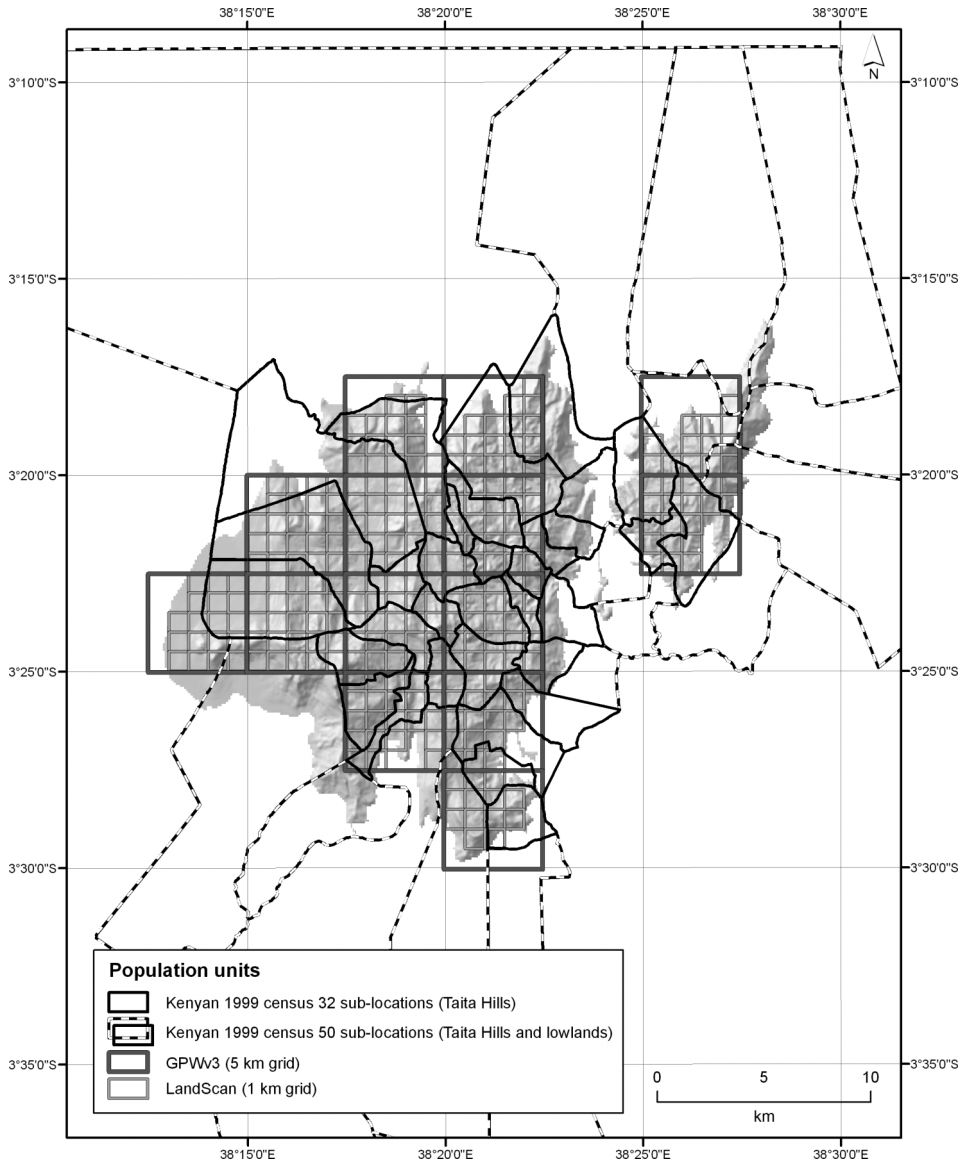 38°15'0"E 38°20'0"E 38°25'0"E 38°30'0"E
N
3°10'0"S 3°10'0"S
3°15'0"S 3°15'0"S
3°20'0"S 3°20'0"S
3°25'0"S 3°25'0"S
3°30'0"S 3°30'0"S
Population units
Kenyan 1999 census 32 sub-locations (Taita Hills)
Kenyan 1999 census 50 sub-locations (Taita Hills and lowlands)
GPWv3 (5 km grid)
LandScan (1 km grid)
3°35'0"S 3°35'0"S
0 5 10
km
38°15'0"E 38°20'0"E 38°25'0"E 38°30'0"E